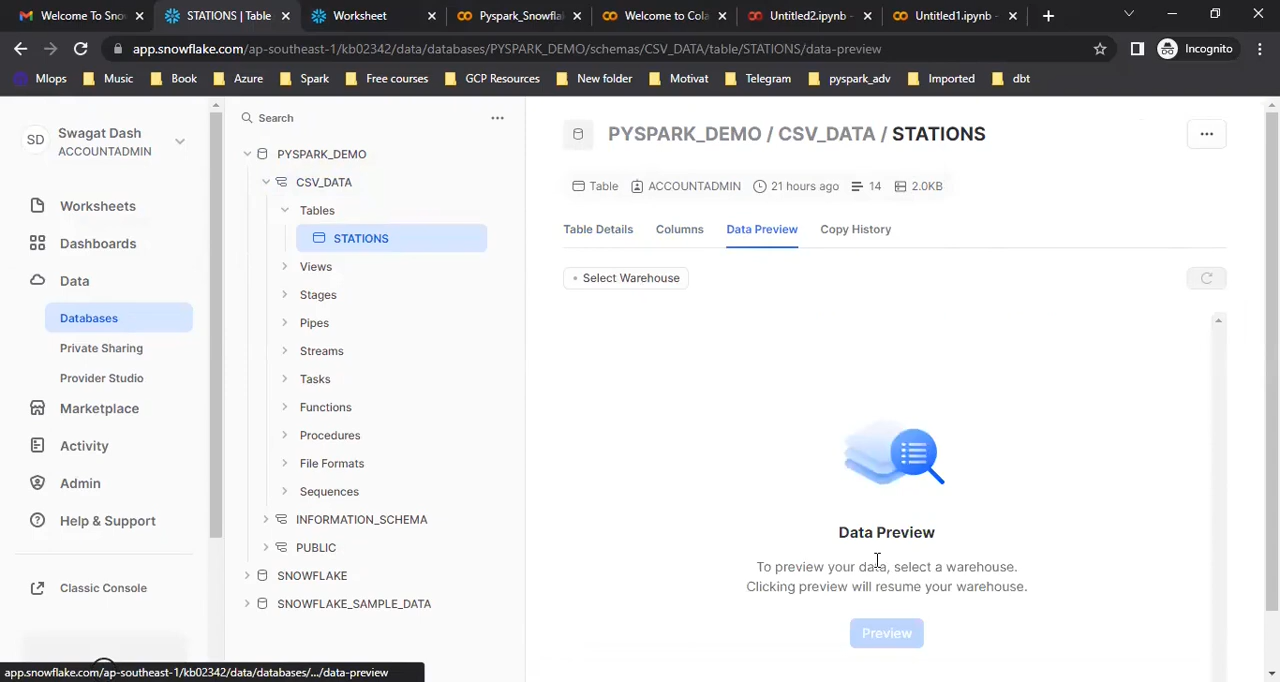 Welcome To Sno
STATIONS | Table
Worksheet
Pyspark_Snowfla
Welcome to Cola
Untitled2.ipynb -
Untitled1.ipynb -
app.snowflake.com/ap-southeast-1/kb02342/data/databases/PYSPARK_DEMO/schemas/CSV_DATA/table/STATIONS/data-preview
Incognito
Mlops
Music
Book
Azure
Spark
Free courses
GCP Resources
New folder
Motivat
Telegram
pyspark_adv
Imported
dbt
SD
Swagat Dash
ACCOUNTADMIN
Worksheets
Dashboards
Data
Databases
Private Sharing
Provider Studio
Marketplace
Activity
Admin
Help & Support
Classic Console
Search
PYSPARK_DEMO
CSV_DATA
Tables
STATIONS
Views
Stages
Pipes
Streams
Tasks
Functions
Procedures
File Formats
Sequences
INFORMATION_SCHEMA
PUBLIC
SNOWFLAKE
SNOWFLAKE_SAMPLE_DATA
PYSPARK_DEMO / CSV_DATA / STATIONS
Table ACCOUNTADMIN 21 hours ago 14 2.0KB
Table Details Columns Data Preview Copy History
Select Warehouse
Data Preview
To preview your data, select a warehouse.
Clicking preview will resume your warehouse.
Preview
app.snowflake.com/ap-southeast-1/kb02342/data/databases/.../data-preview